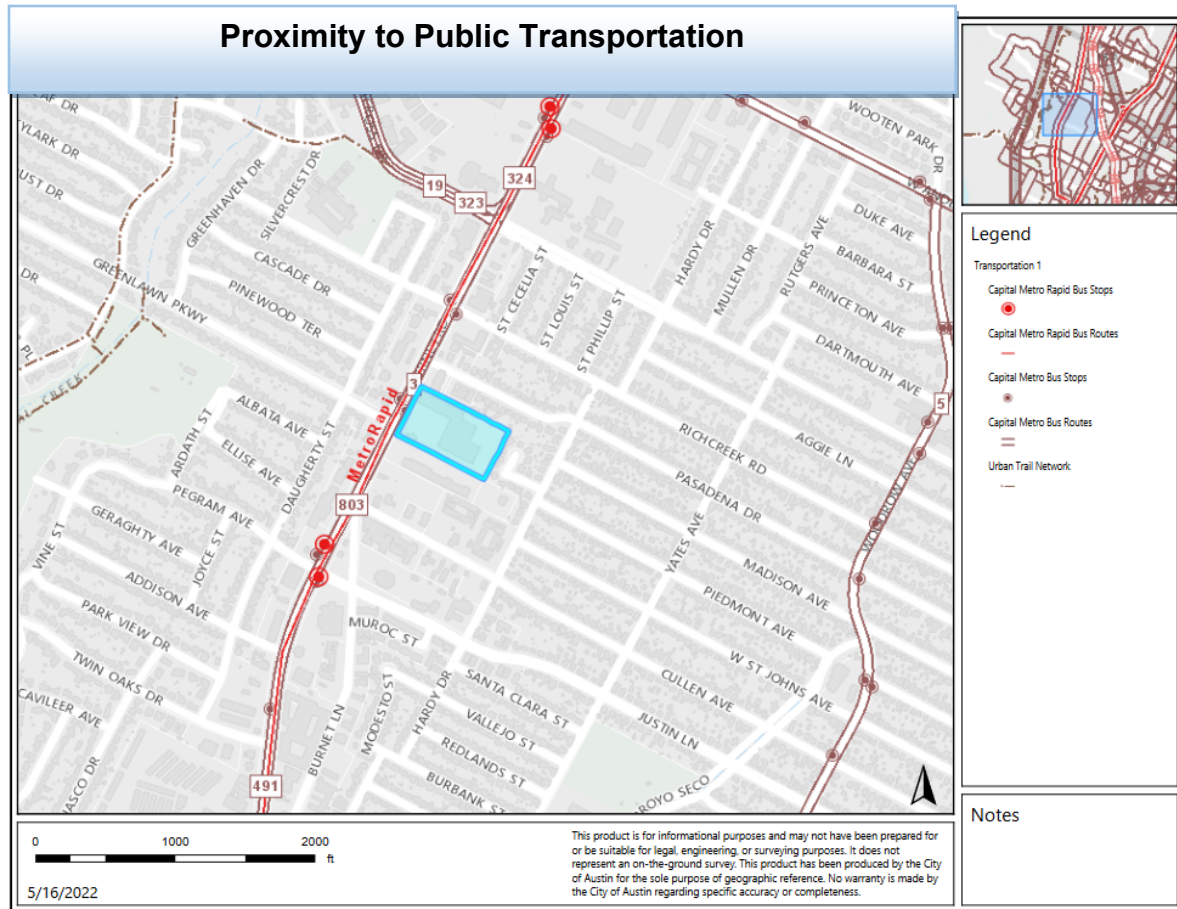 Proximity to Public Transportation
WOOTEN PARK DR
GREENHAVEN DR
SILVERCREST DR
19
323
324
DUKE AVE
BARBARA ST
HARDY DR
MULLEN DR
RUTGERS AVE
CASCADE DR
GREENLAWN PKWY
PINEWOOD TER
ST CECELIA ST
ST LOUIS ST
ST PHILLIP ST
PRINCETON AVE
DARTMOUTH AVE
3
5
MetroRapid
ALBATA AVE
ARDATH ST
ELLISE AVE
DAUGHERTY ST
RICHCREEK RD
AGGIE LN
PEGRAM AVE
803
PASADENA DR
WOODROW AVE
GERAGHTY AVE
VINE ST
JOYCE ST
YATES AVE
MADISON AVE
ADDISON AVE
PIEDMONT AVE
PARK VIEW DR
MUROC ST
W ST JOHNS AVE
TWIN OAKS DR
SANTA CLARA ST
CULLEN AVE
CAVILEER AVE
BURNET LN
MODESTO ST
HARDY DR
VALLEJO ST
JUSTIN LN
REDLANDS ST
BURBANK ST
491
Legend
Transportation 1
Capital Metro Rapid Bus Stops
Capital Metro Rapid Bus Routes
Capital Metro Bus Stops
Capital Metro Bus Routes
Urban Trail Network
Notes
0 1000 2000
ft
5/16/2022
This product is for informational purposes and may not have been prepared for
or be suitable for legal, engineering, or surveying purposes. It does not
represent an on-the-ground survey. This product has been produced by the City
of Austin for the sole purpose of geographic reference. No warranty is made by
the City of Austin regarding specific accuracy or completeness.